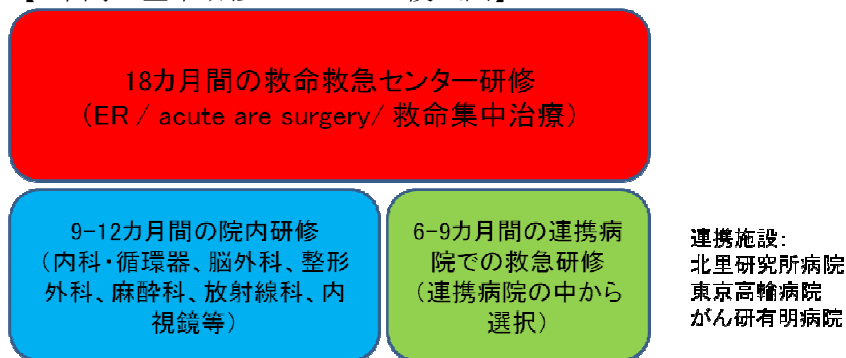 18カ月間の救命救急センター研修
(ER / acute are surgery/ 救命集中治療)
9-12カ月間の院内研修
(内科・循環器、脳外科、整形
外科、麻酔科、放射線科、内
視鏡等)
6-9カ月間の連携病
院での救急研修
(連携病院の中から
選択)
連携施設:
北里研究所病院
東京高輪病院
がん研有明病院